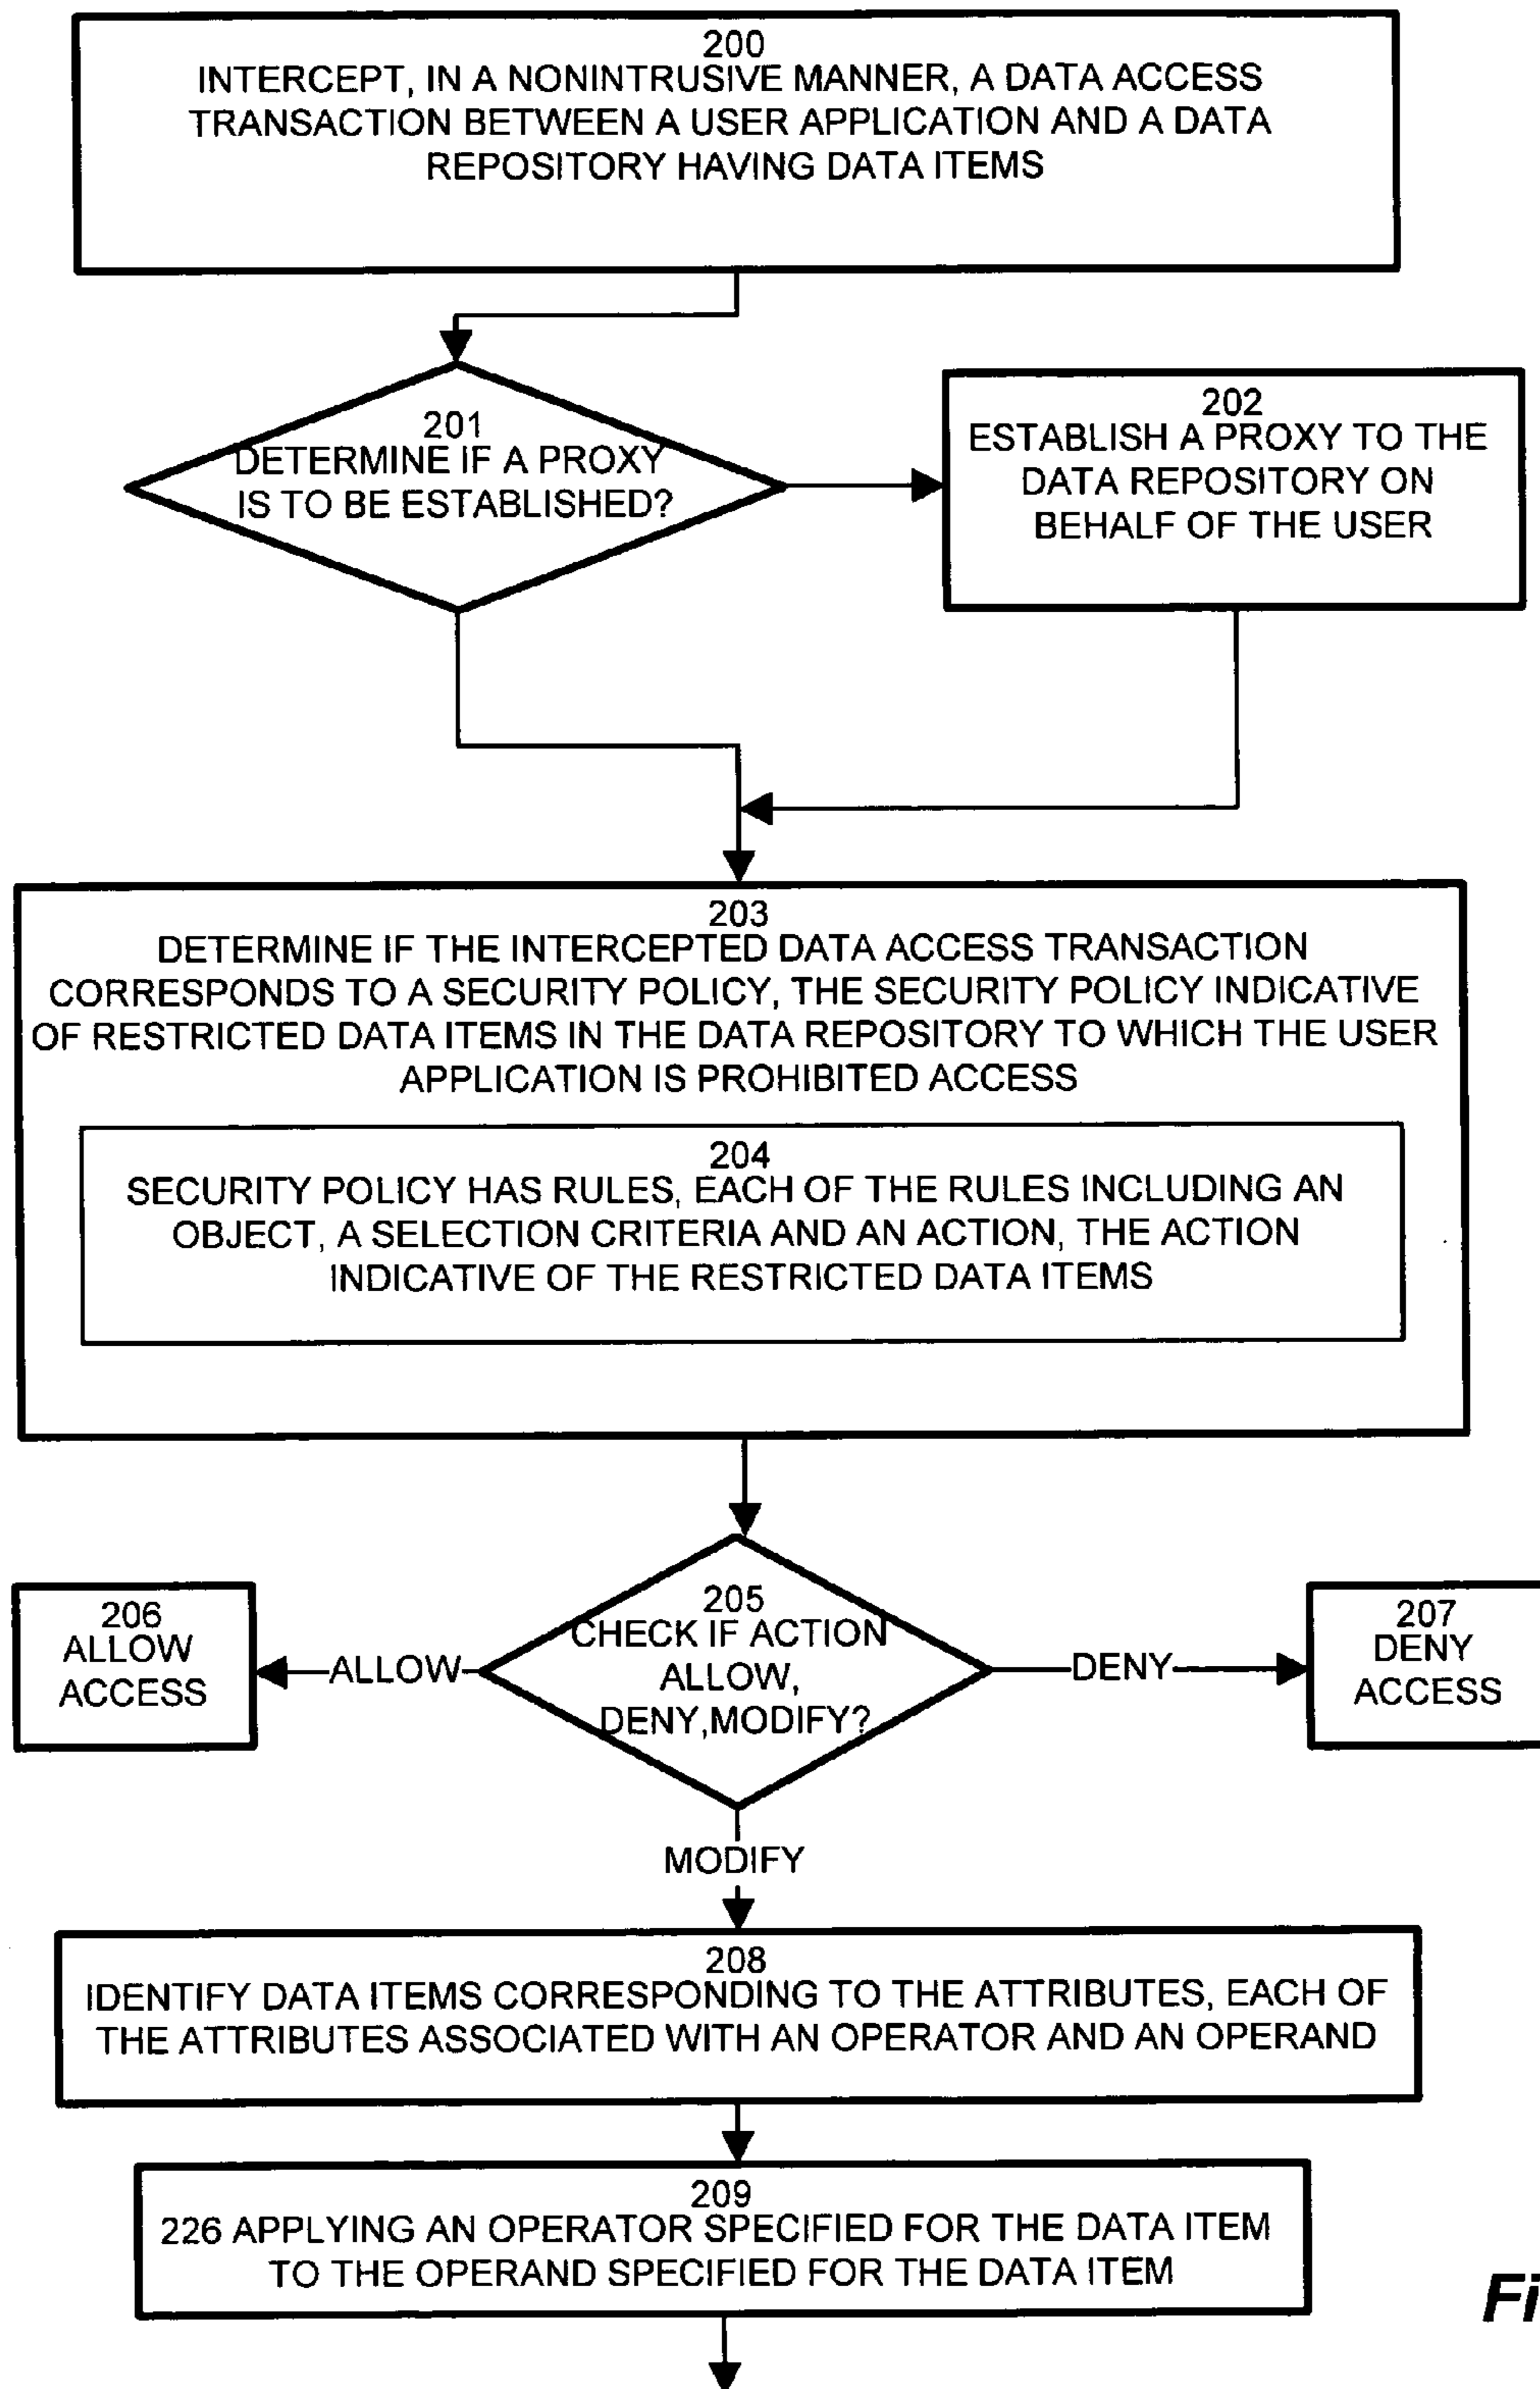 200
INTERCEPT, IN A NONINTRUSIVE MANNER, A DATA ACCESS
TRANSACTION BETWEEN A USER APPLICATION AND A DATA
REPOSITORY HAVING DATA ITEMS
201
DETERMINE IF A PROXY
IS TO BE ESTABLISHED?
202
ESTABLISH A PROXY TO THE
DATA REPOSITORY ON
BEHALF OF THE USER
203
DETERMINE IF THE INTERCEPTED DATA ACCESS TRANSACTION
CORRESPONDS TO A SECURITY POLICY, THE SECURITY POLICY INDICATIVE
OF RESTRICTED DATA ITEMS IN THE DATA REPOSITORY TO WHICH THE USER
APPLICATION IS PROHIBITED ACCESS
204
SECURITY POLICY HAS RULES, EACH OF THE RULES INCLUDING AN
OBJECT, A SELECTION CRITERIA AND AN ACTION, THE ACTION
INDICATIVE OF THE RESTRICTED DATA ITEMS
205
CHECK IF ACTION
ALLOW,
DENY,MODIFY?
206
ALLOW
ACCESS
ALLOW
DENY
207
DENY
ACCESS
MODIFY
208
IDENTIFY DATA ITEMS CORRESPONDING TO THE ATTRIBUTES, EACH OF
THE ATTRIBUTES ASSOCIATED WITH AN OPERATOR AND AN OPERAND
209
226 APPLYING AN OPERATOR SPECIFIED FOR THE DATA ITEM
TO THE OPERAND SPECIFIED FOR THE DATA ITEM
Fi